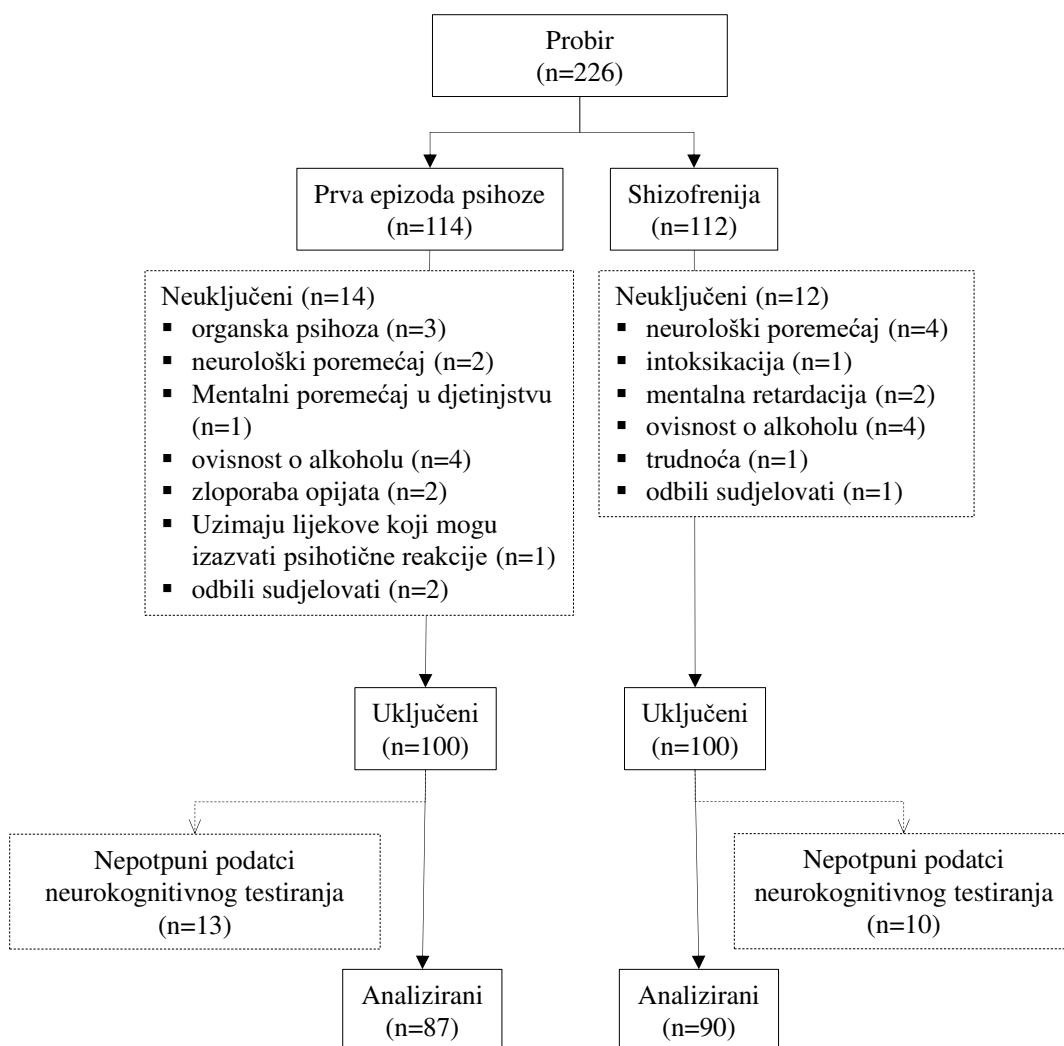 Probir
(n=226)
Prva epizoda psihoze
(n=114)
Shizofrenija
(n=112)
Neuključeni (n=14)
▪ organska psihoza (n=3)
▪ neurološki poremećaj (n=2)
▪ Mentalni poremećaj u djetinjstvu
(n=1)
▪ ovisnost o alkoholu (n=4)
▪ zloporaba opijata (n=2)
▪ Uzimaju lijekove koji mogu
izazvati psihotične reakcije (n=1)
▪ odbili sudjelovati (n=2)
Neuključeni (n=12)
▪ neurološki poremećaj (n=4)
▪ intoksikacija (n=1)
▪ mentalna retardacija (n=2)
▪ ovisnost o alkoholu (n=4)
▪ trudnoća (n=1)
▪ odbili sudjelovati (n=1)
Uključeni
(n=100)
Uključeni
(n=100)
Nepotpuni podatci
neurokognitivnog testiranja
(n=13)
Nepotpuni podatci
neurokognitivnog testiranja
(n=10)
Analizirani
(n=87)
Analizirani
(n=90)